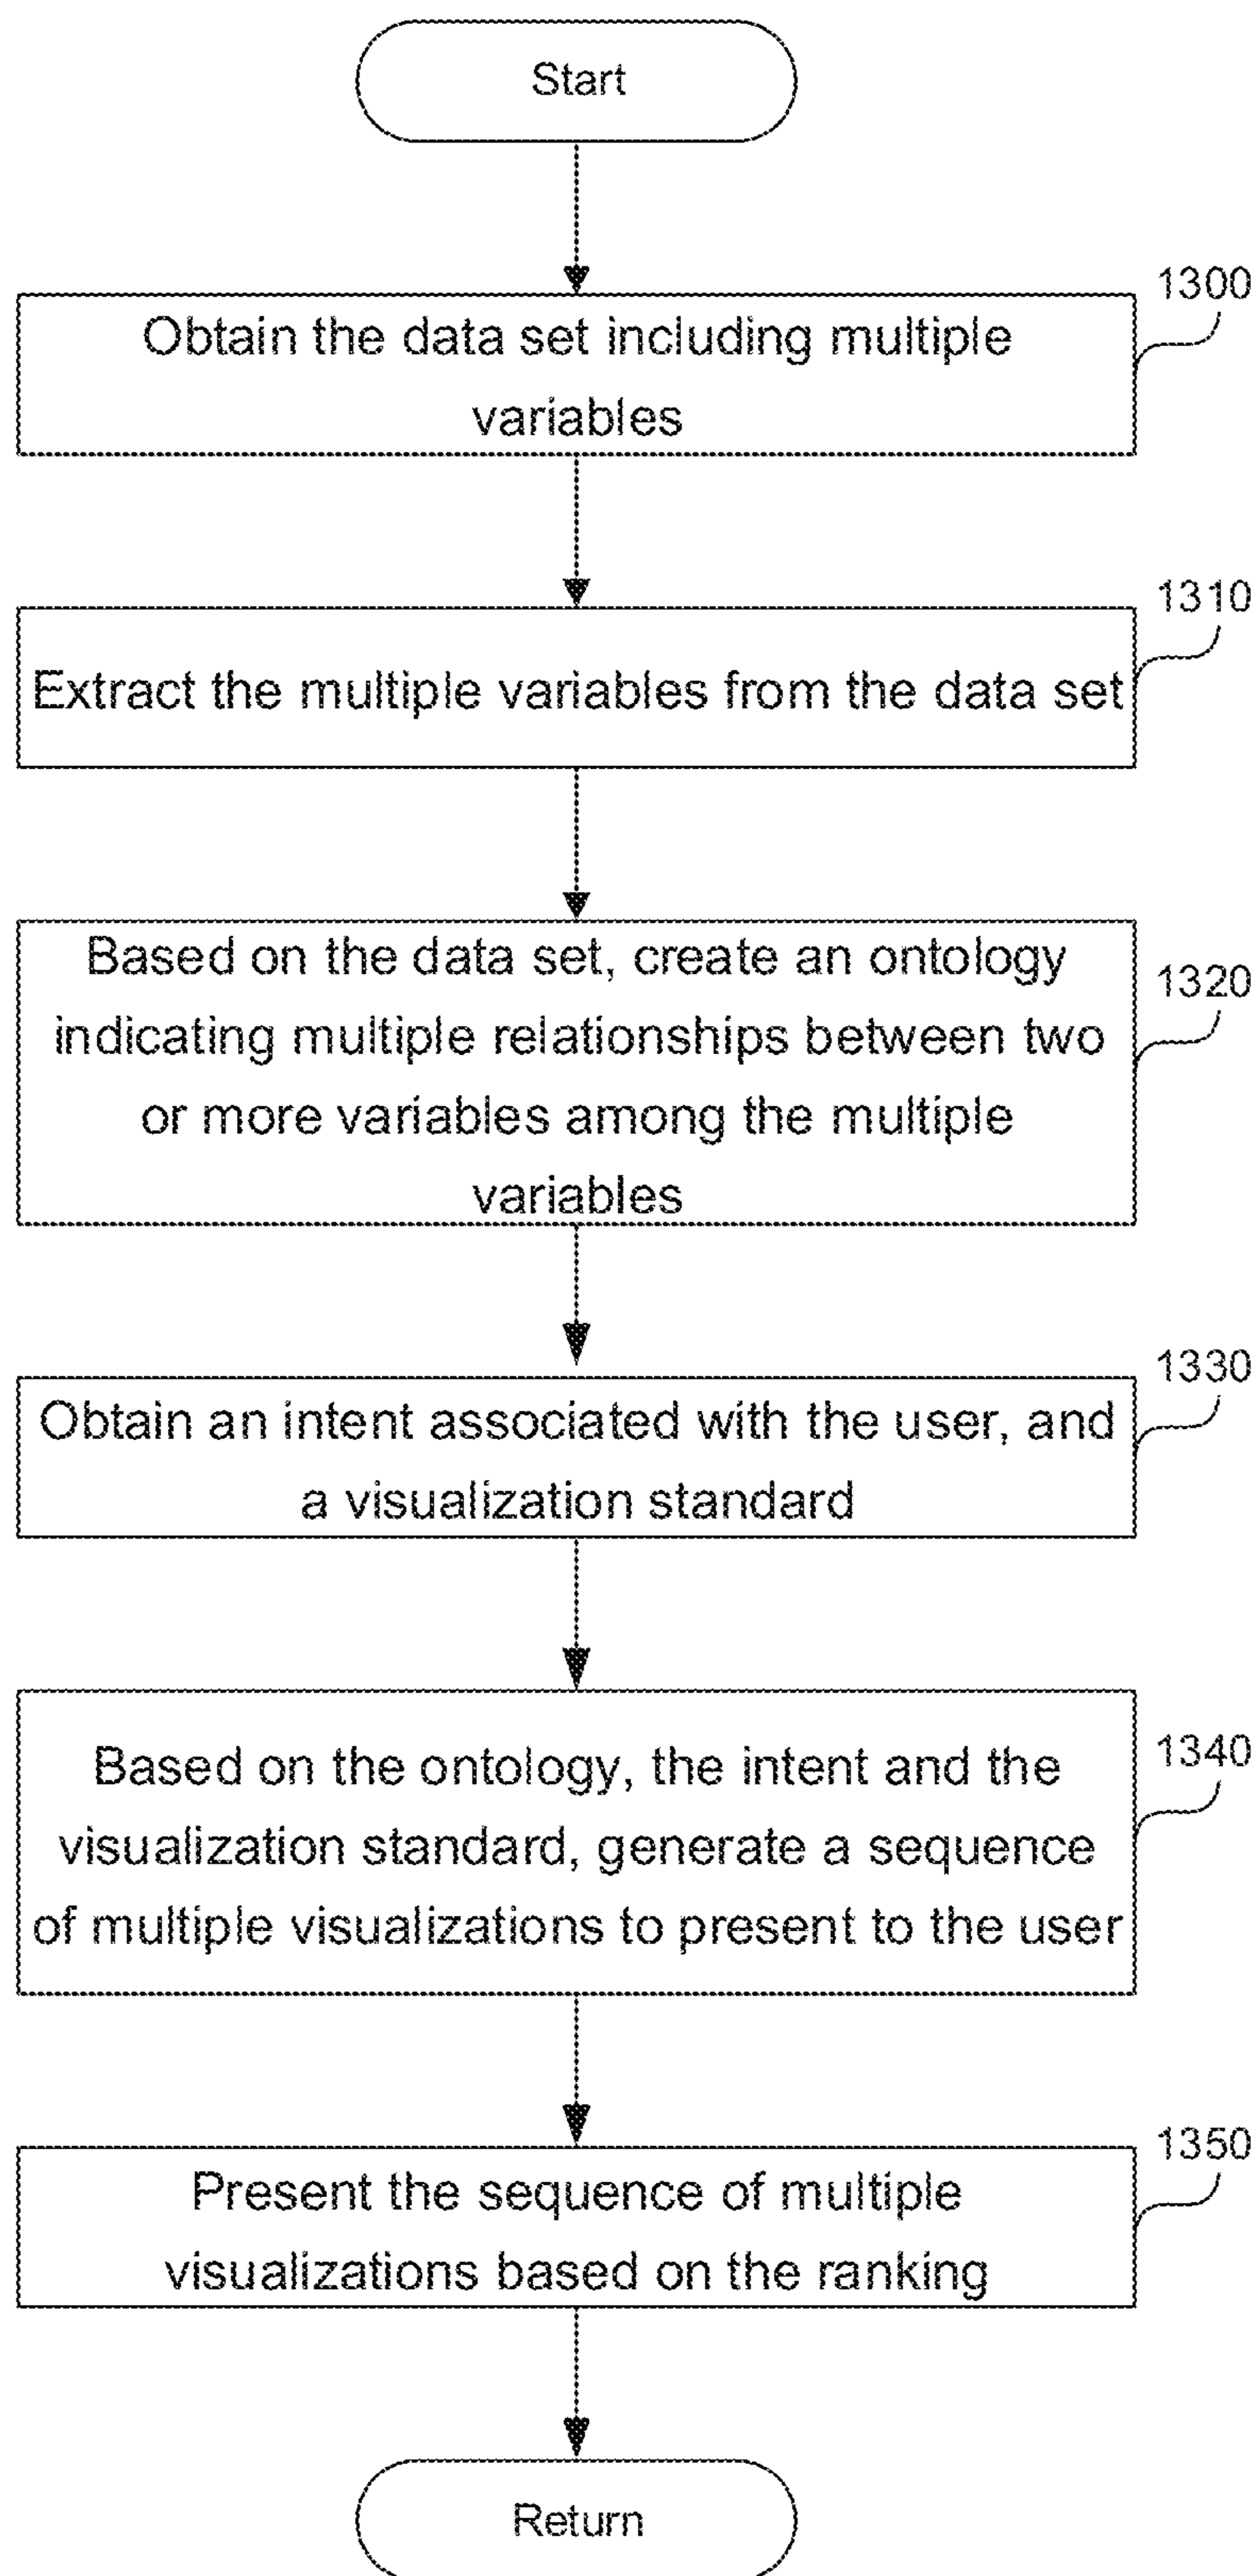 Start
1300
Obtain the data set including multiple
variables
1310
Extract the multiple variables from the data set
Based on the data set, create an ontology
1320
indicating multiple relationships between two
or more variables among the multiple
variables
1330
Obtain an intent associated with the user, and
a visualization standard
1340
Based on the ontology, the intent and the
visualization standard, generate a sequence
of multiple visualizations to present to the user
1350
Present the sequence of multiple
visualizations based on the ranking
Return